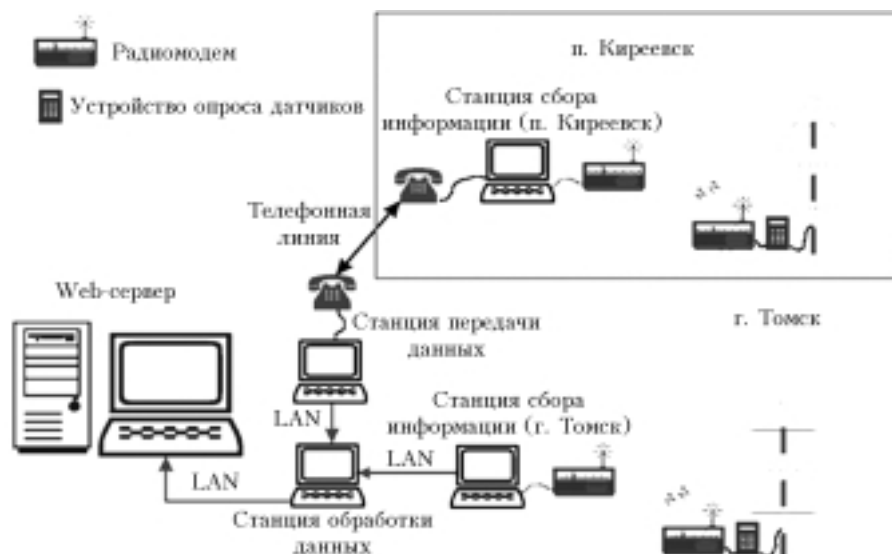 Радиомодем
Устройство опроса датчиков
п. Киреевск
Станция сбора
информации (п. Киреевск)
Телефонная
линия
Web-сервер
Станция передачи
данных
г. Томск
LAN
Станция сбора
информации (г. Томск)
LAN
LAN
Станция обработки
данных